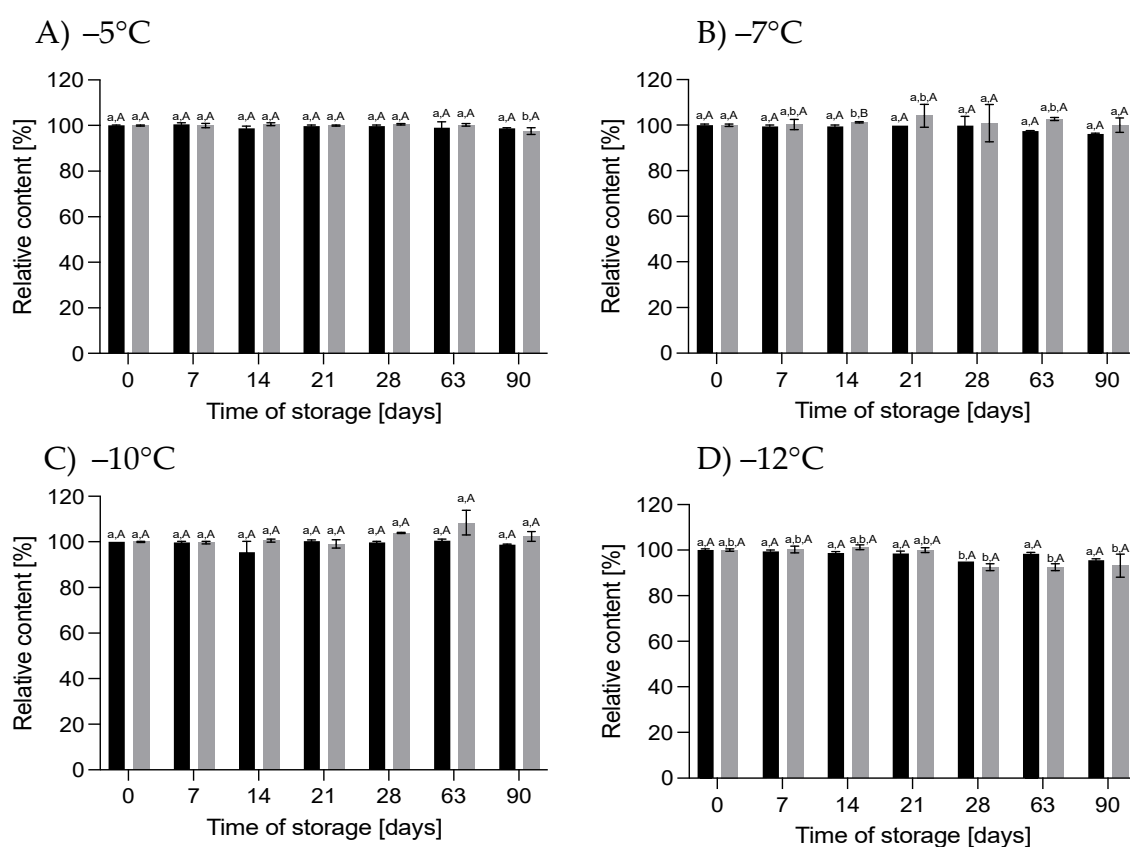 A) –5°C
120
100
80
60
40
20
0
Relative content [%]
a,A a,A a,A a,A a,A a,A a,A a,A a,A a,A a,A a,A a,A b,A
0 7 14 21 28 63 90
Time of storage [days]
B) –7°C
120
100
80
60
40
20
0
Relative content [%]
a,A a,A a,A a,b,A a,A b,B a,A a,b,A a,A a,A a,A a,b,A a,A a,A
0 7 14 21 28 63 90
Time of storage [days]
C) –10°C
120
100
80
60
40
20
0
Relative content [%]
a,A a,A a,A a,A a,A a,A a,A a,A a,A a,A a,A a,A a,A a,A
0 7 14 21 28 63 90
Time of storage [days]
D) –12°C
120
100
80
60
40
20
0
Relative content [%]
a,A a,b,A a,A a,b,A a,A a,A a,A a,b,A b,A b,A a,A b,A a,A b,A
0 7 14 21 28 63 90
Time of storage [days]